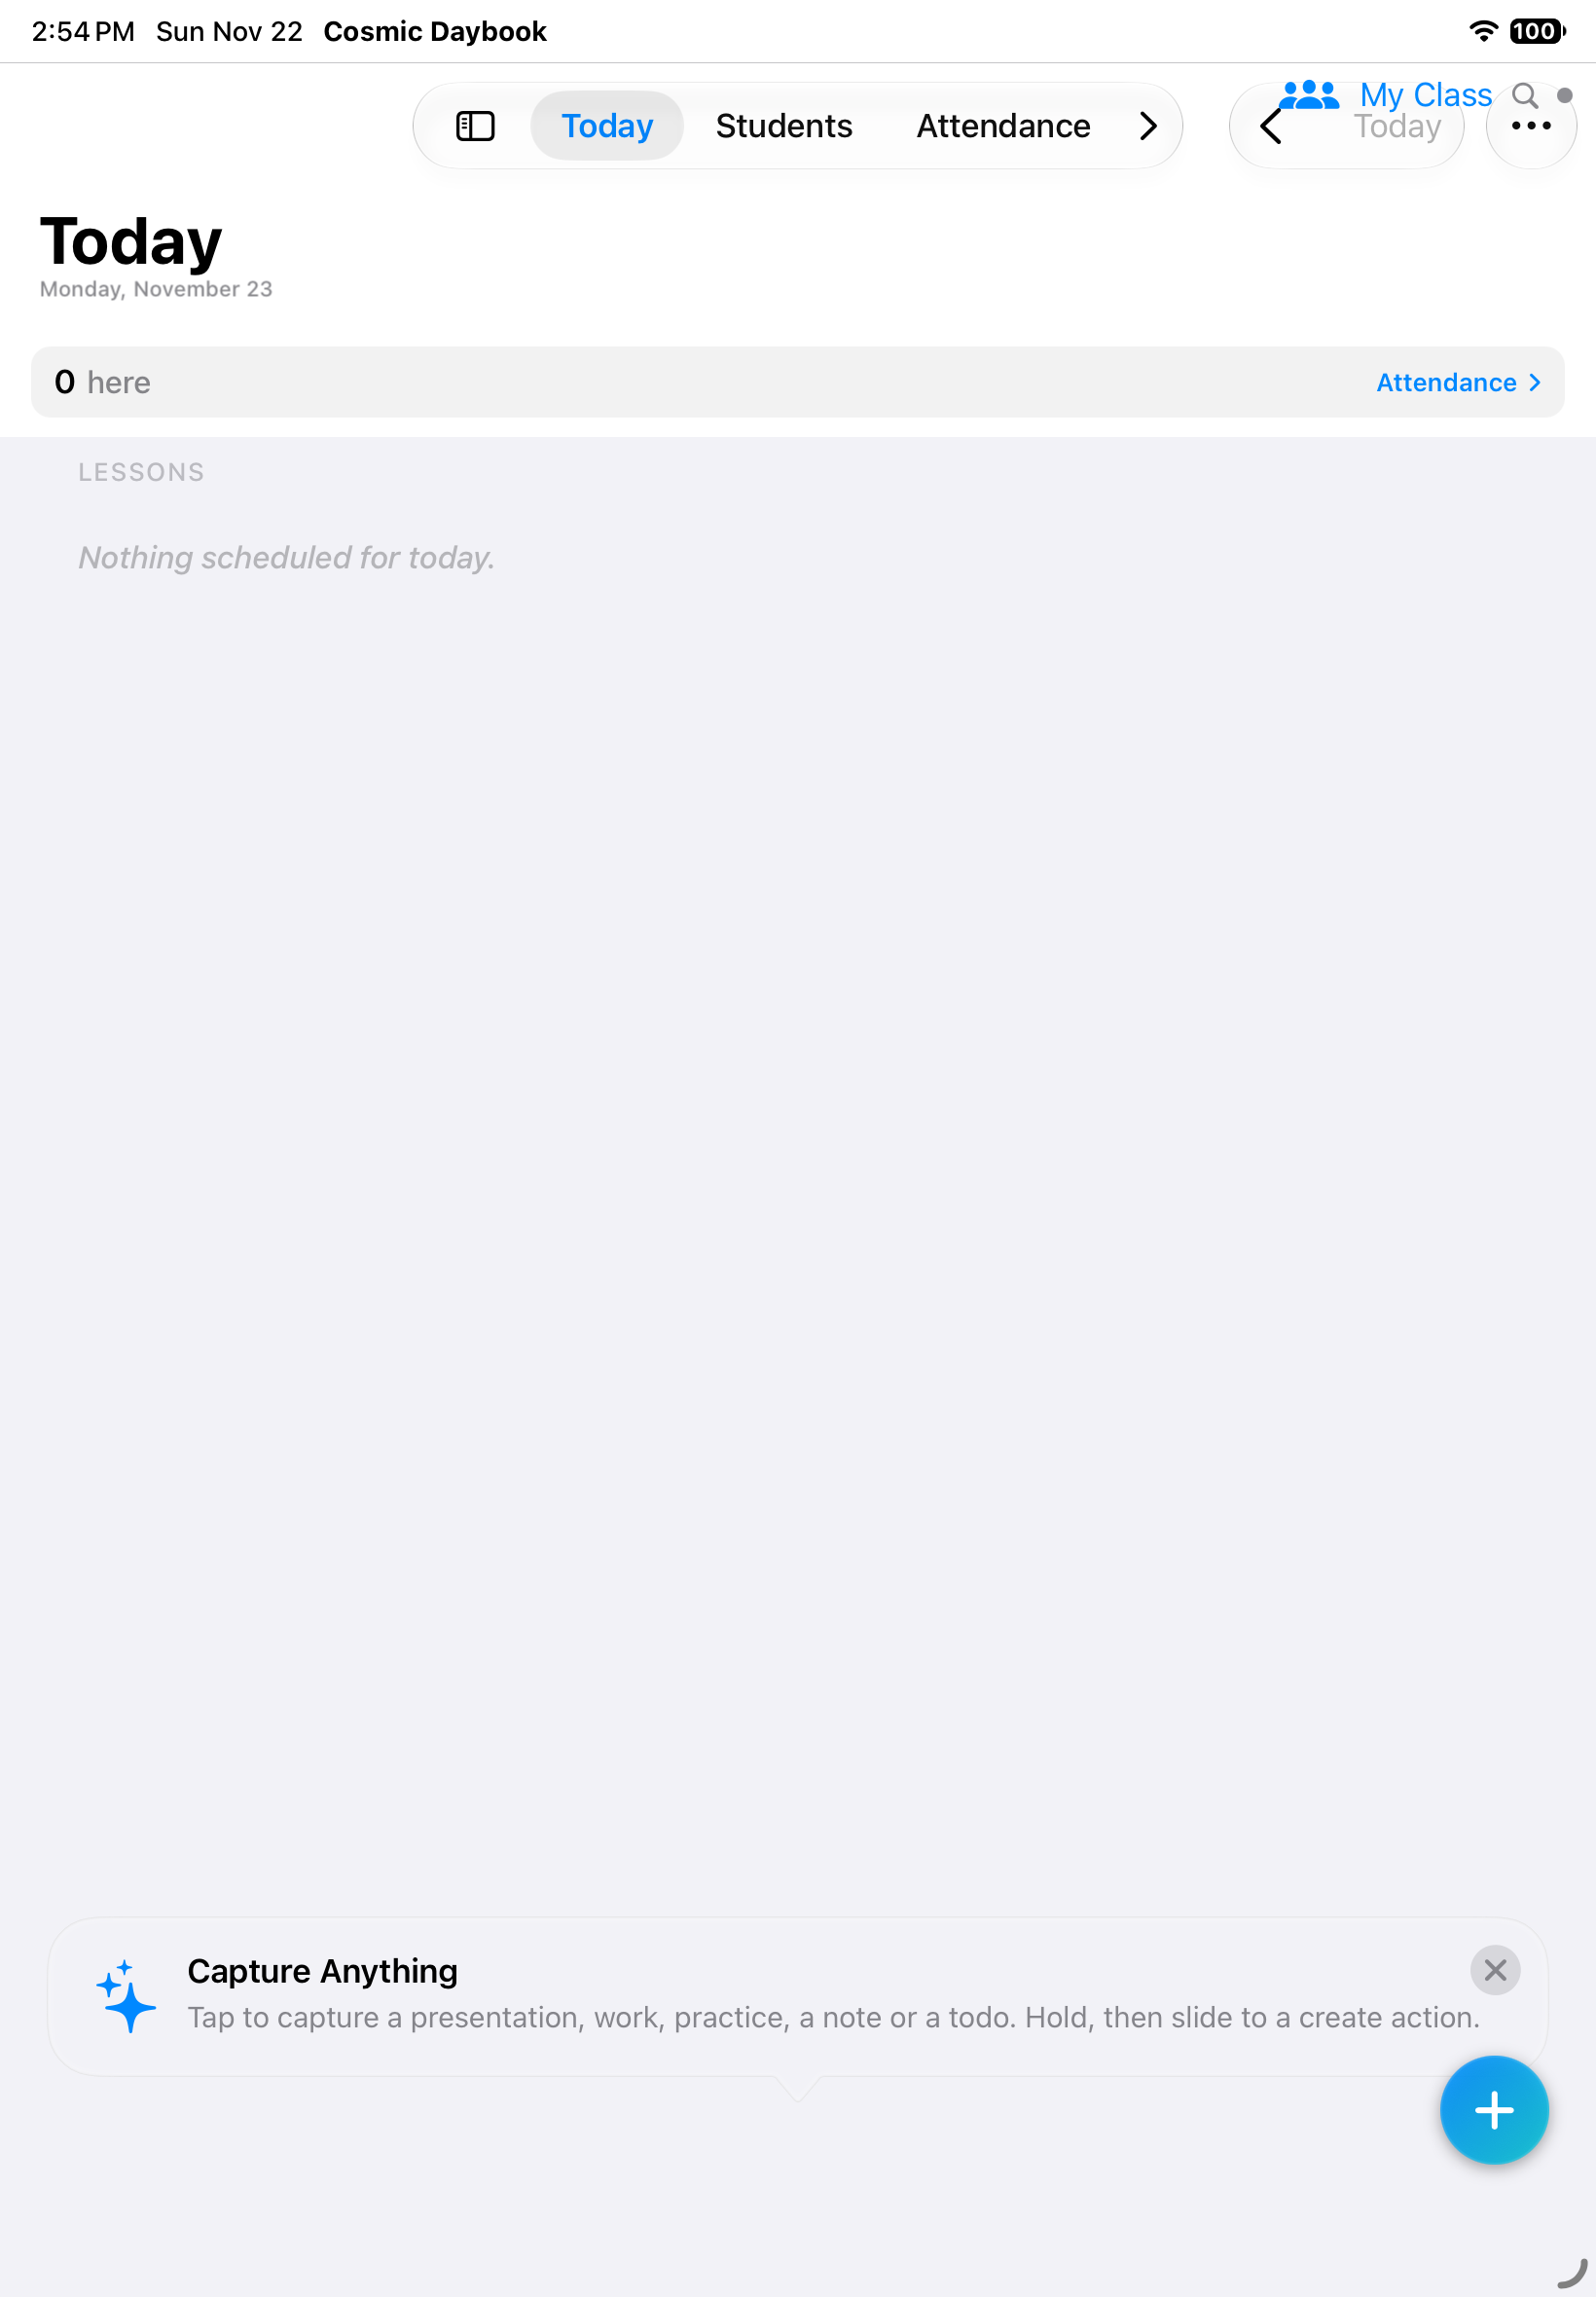 2:54 PM Sun Nov 22 Cosmic Daybook
100
My Class
Today Students Attendance
Today
Today
Monday, November 23
0 here
Attendance
LESSONS
Nothing scheduled for today.
Capture Anything
Tap to capture a presentation, work, practice, a note or a todo. Hold, then slide to a create action.